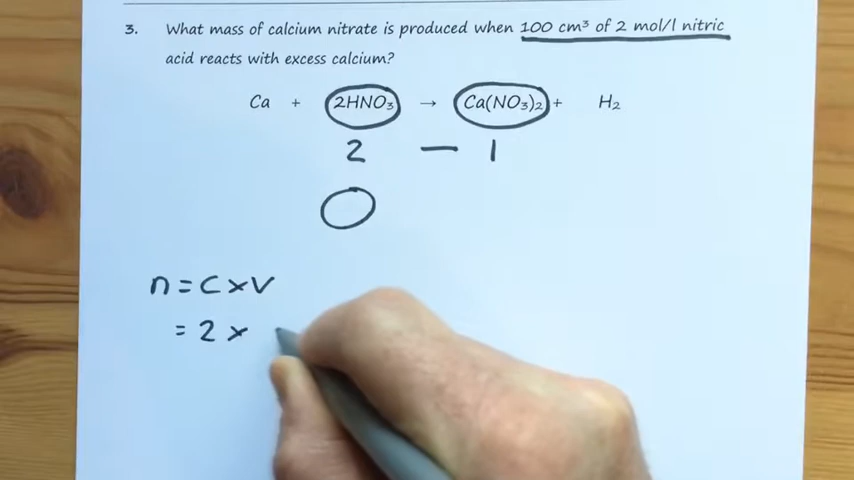 3. What mass of calcium nitrate is produced when 100 cm³ of 2 mol/l nitric
acid reacts with excess calcium?
Ca + 2HNO₃ → Ca(NO₃)₂ + H₂
2 — 1
n = C × V
= 2 ×